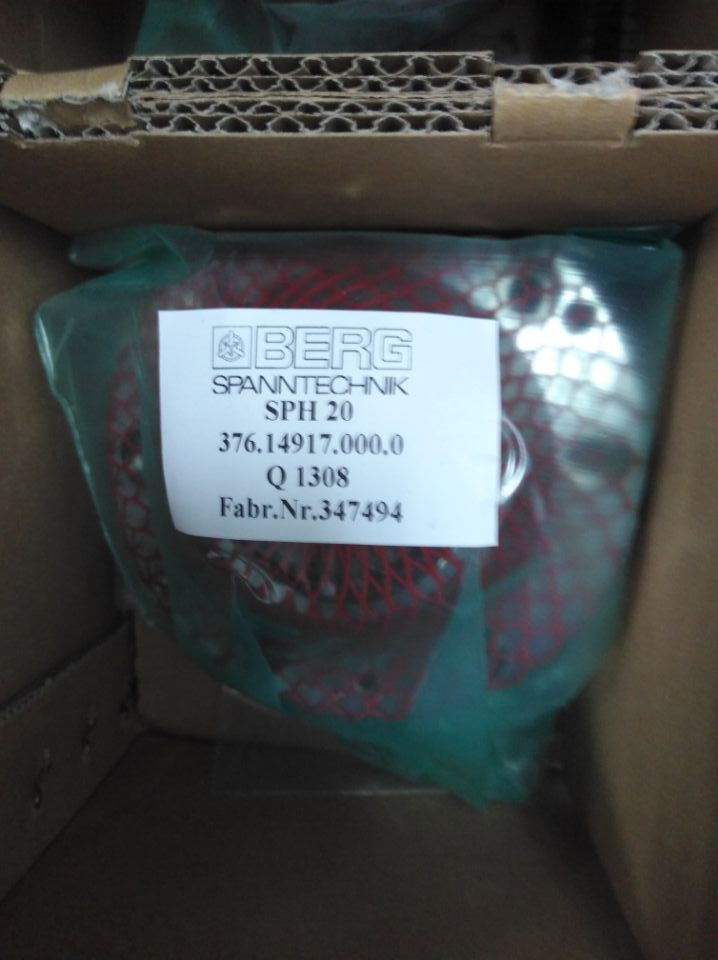 BERG
SPANNTECHNIK
SPH 20
376.14917.000.0
Q 1308
Fabr.Nr.347494